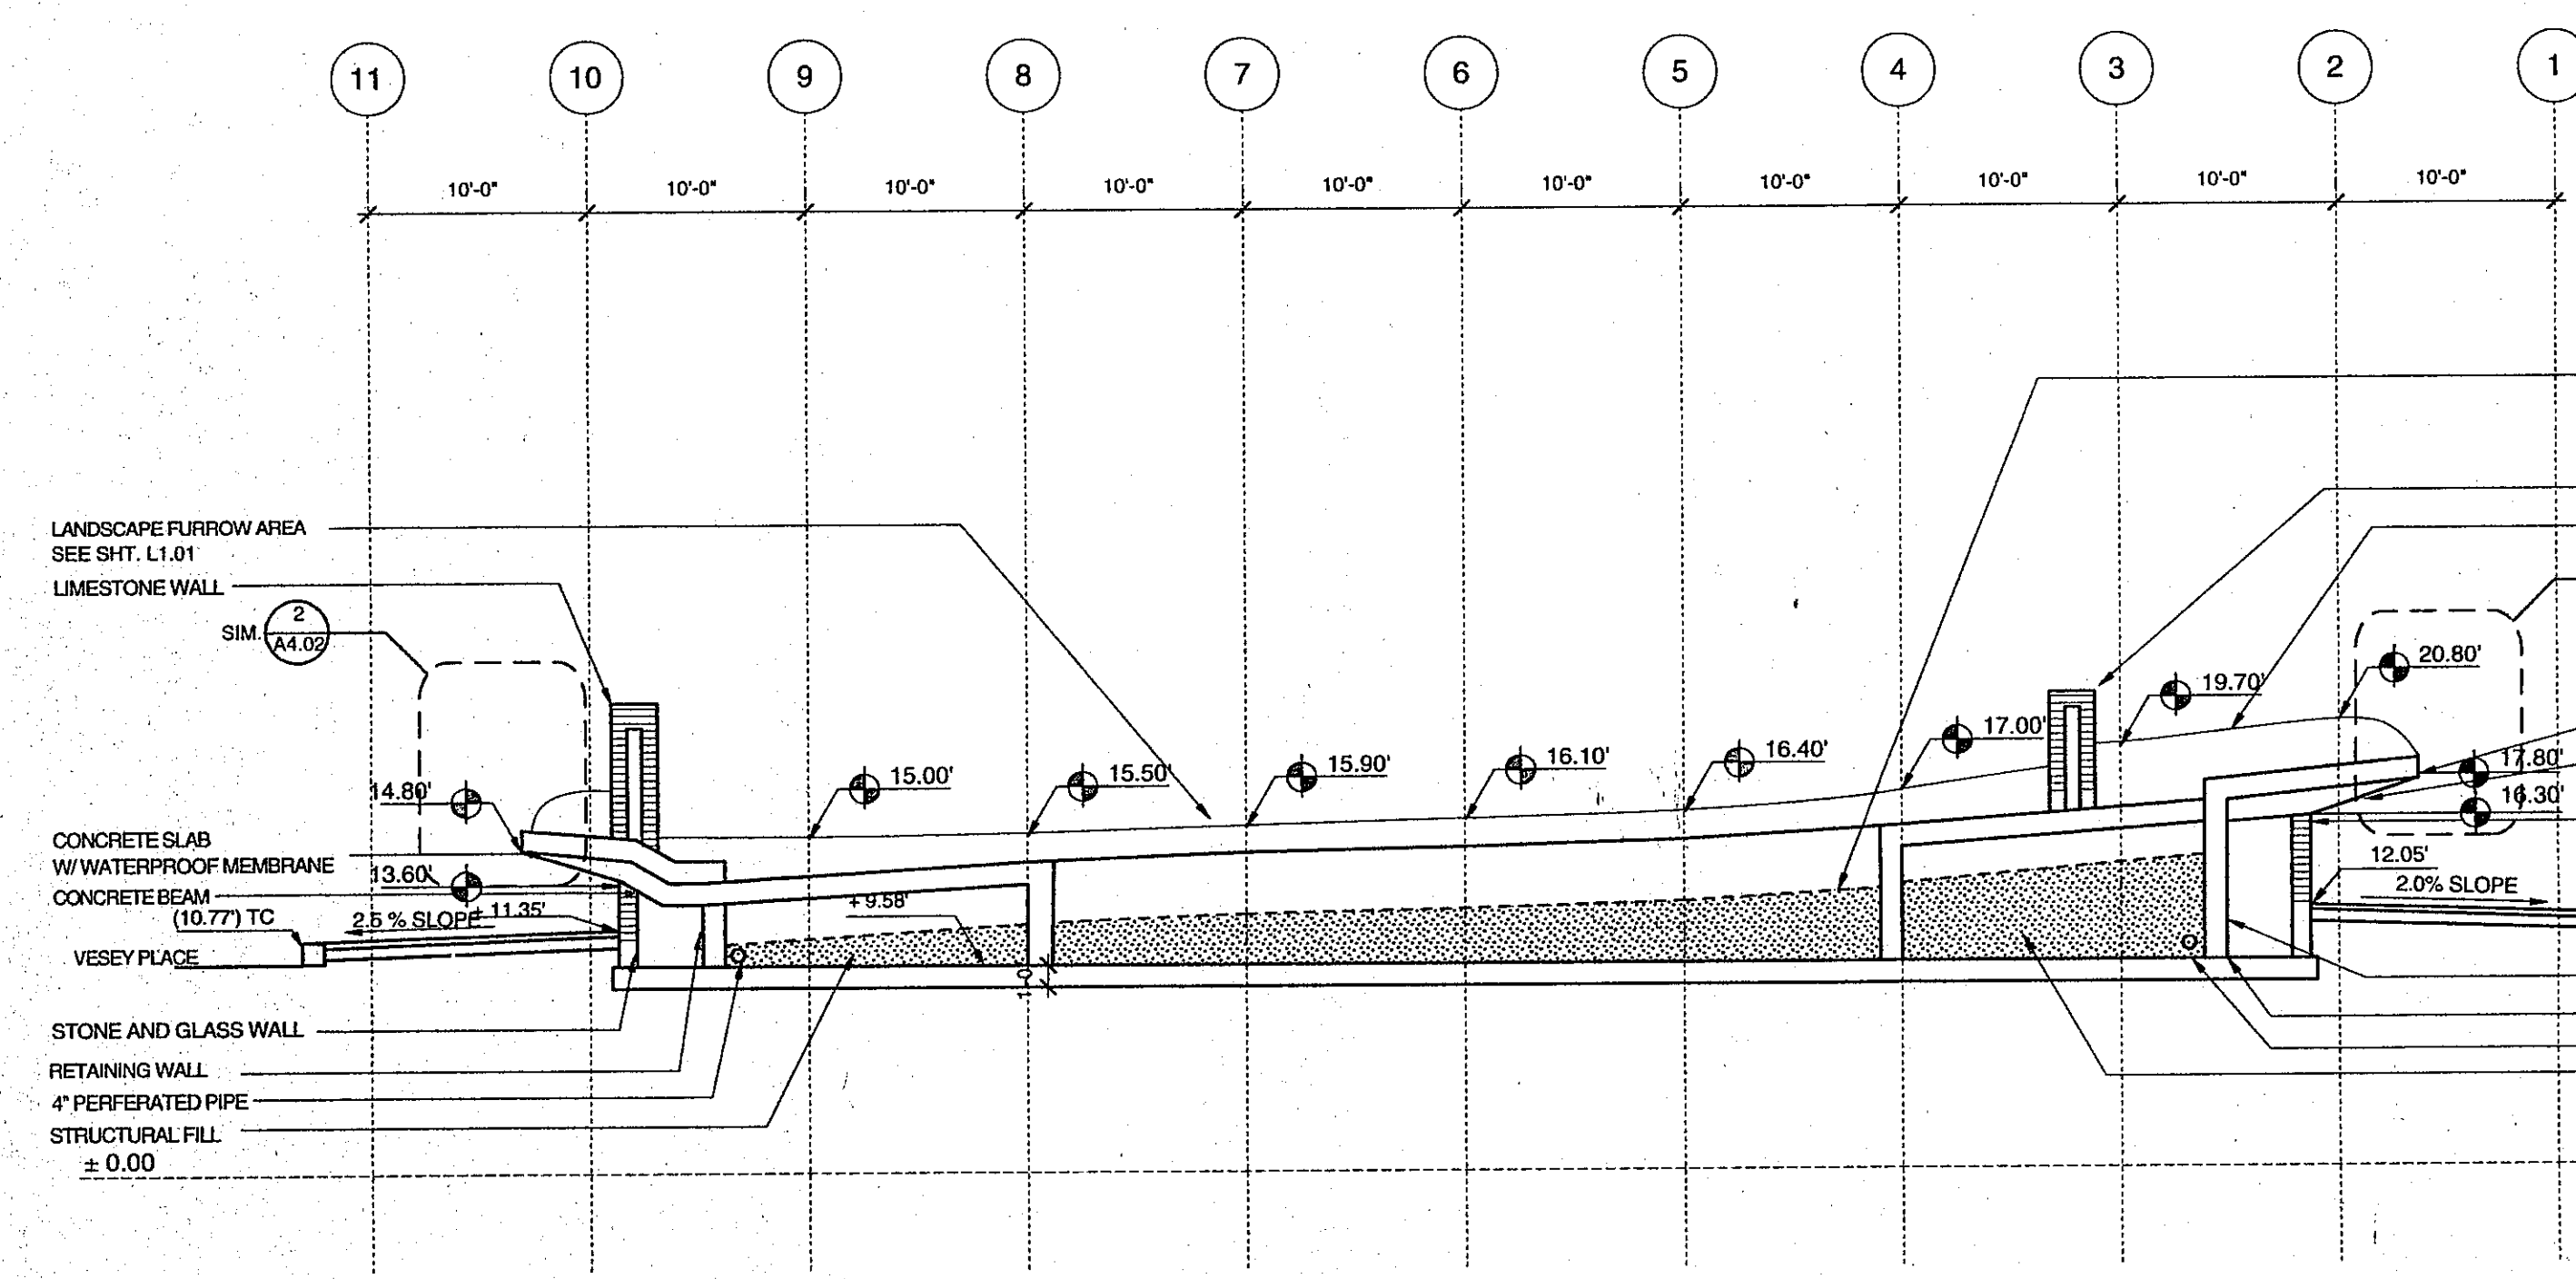 11 10 9 8 7 6 5 4 3 2 1
10'-0" 10'-0" 10'-0" 10'-0" 10'-0" 10'-0" 10'-0" 10'-0" 10'-0" 10'-0"
LANDSCAPE FURROW AREA
SEE SHT. L1.01
LIMESTONE WALL
SIM.
2
A4.02
14.80'
15.00'
15.50'
15.90'
16.10'
16.40'
17.00'
19.70'
20.80'
17.80'
16.30'
CONCRETE SLAB
W/ WATERPROOF MEMBRANE
13.60'
CONCRETE BEAM
(10.77') TC
2.5 % SLOPE
± 11.35'
+ 9.58'
12.05'
2.0% SLOPE
VESEY PLACE
1'-0
STONE AND GLASS WALL
RETAINING WALL
4" PERFERATED PIPE
STRUCTURAL FILL
± 0.00